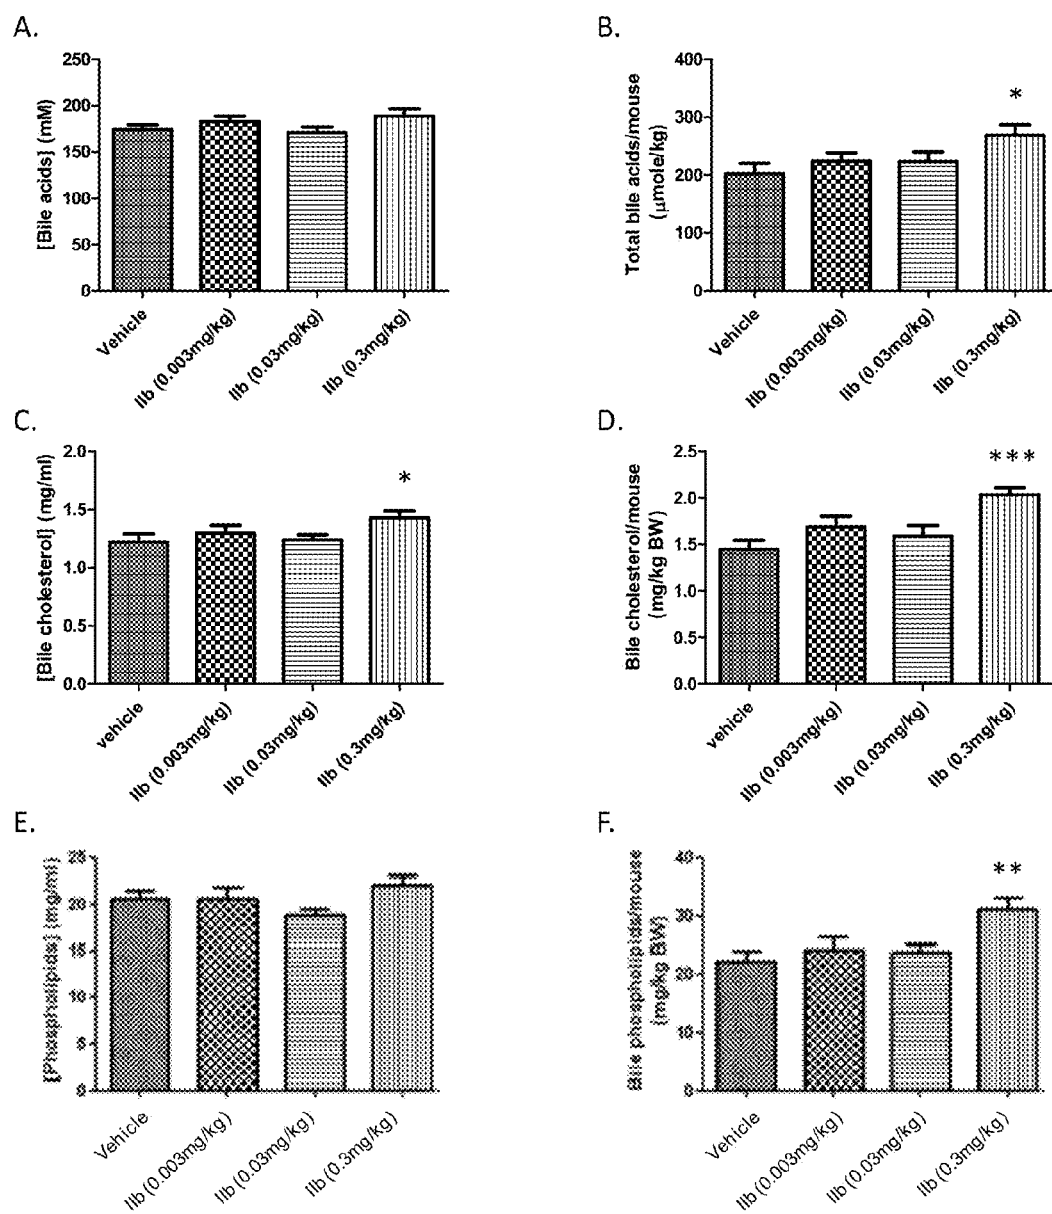 A.
[Bile acids] (mM)
250
200
150
100
50
0
Vehicle
IIb (0.003mg/kg)
IIb (0.03mg/kg)
IIb (0.3mg/kg)
B.
Total bile acids/mouse
(μmole/kg)
400
300
200
100
0
*
Vehicle
IIb (0.003mg/kg)
IIb (0.03mg/kg)
IIb (0.3mg/kg)
C.
[Bile cholesterol] (mg/ml)
2.0
1.5
1.0
0.5
0.0
*
vehicle
IIb (0.003mg/kg)
IIb (0.03mg/kg)
IIb (0.3mg/kg)
D.
Bile cholesterol/mouse
(mg/kg BW)
2.5
2.0
1.5
1.0
0.5
0.0
***
vehicle
IIb (0.003mg/kg)
IIb (0.03mg/kg)
IIb (0.3mg/kg)
E.
[Phospholipids] (mg/ml)
25
20
15
10
5
0
Vehicle
IIb (0.003mg/kg)
IIb (0.03mg/kg)
IIb (0.3mg/kg)
F.
Bile phospholipids/mouse
(mg/kg BW)
40
30
20
10
0
**
Vehicle
IIb (0.003mg/kg)
IIb (0.03mg/kg)
IIb (0.3mg/kg)